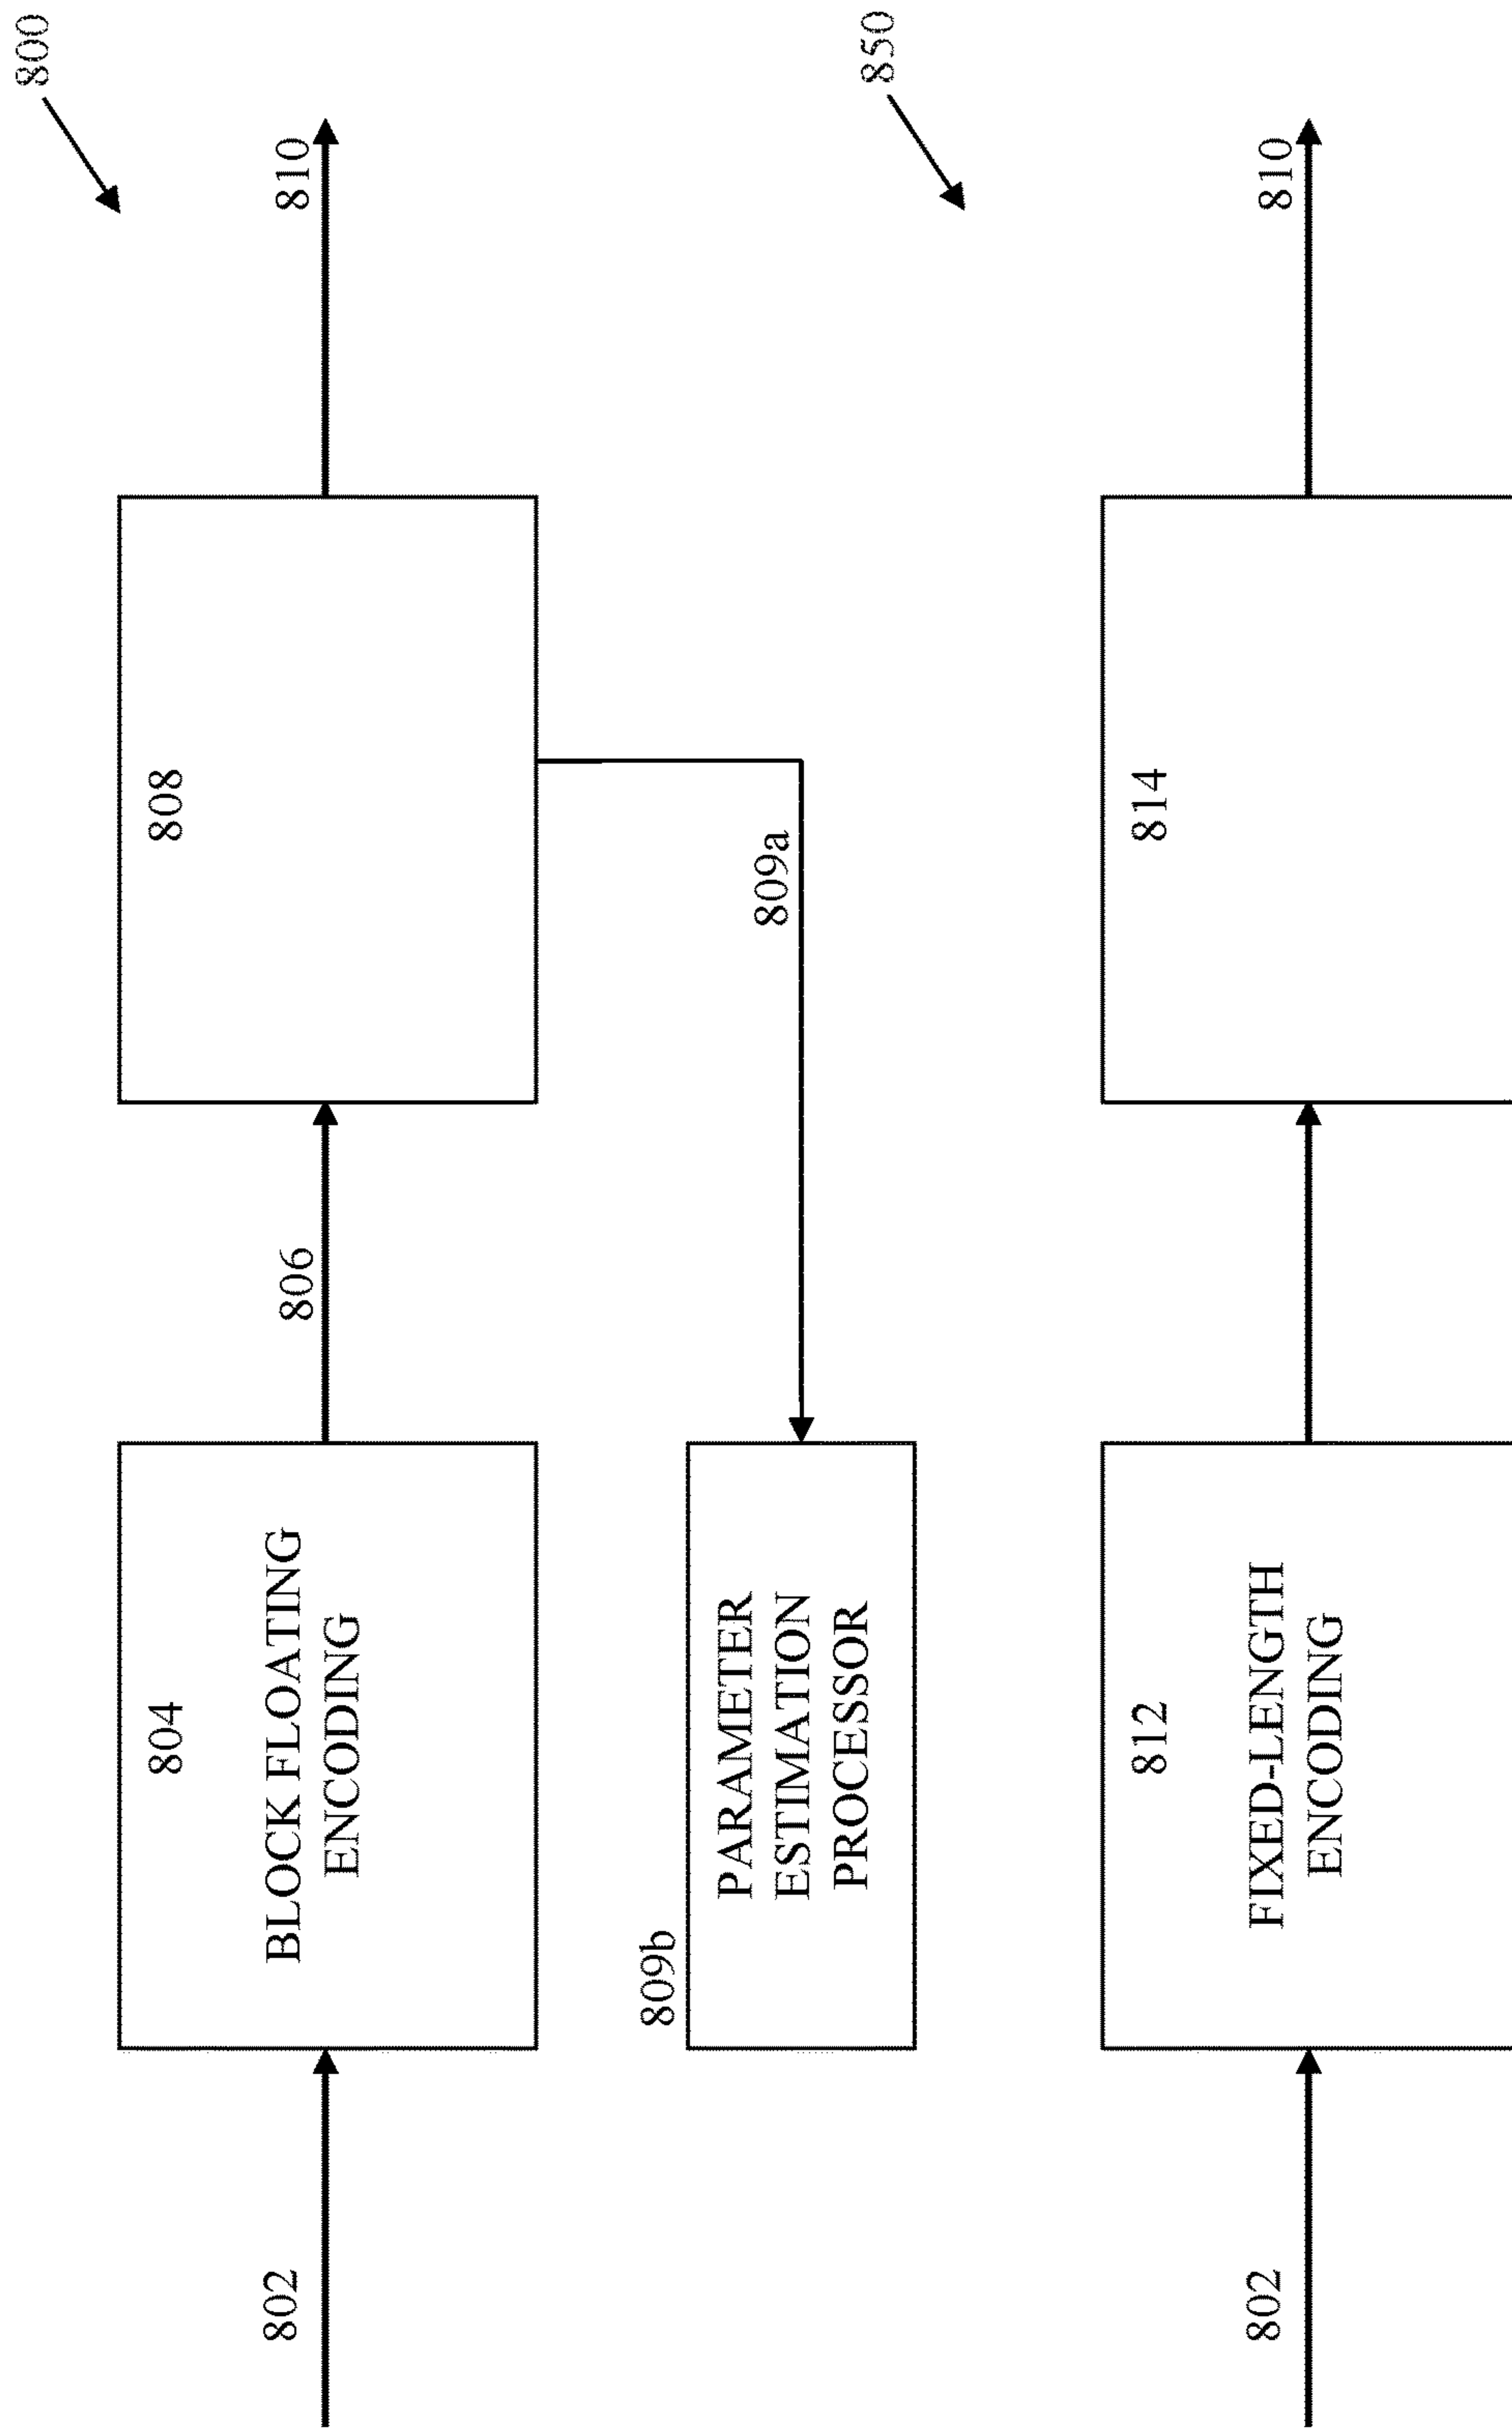 800
802
804
BLOCK FLOATING
ENCODING
806
808
810
809a
809b
PARAMETER
ESTIMATION
PROCESSOR
850
802
812
FIXED-LENGTH
ENCODING
814
810